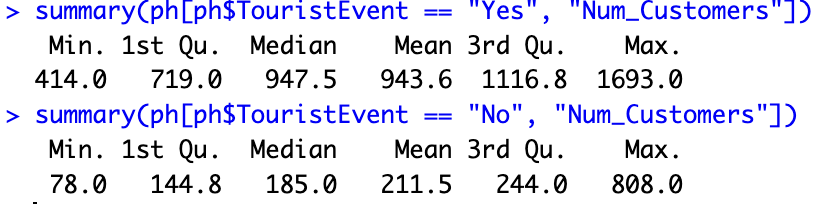 > summary(ph[ph$TouristEvent == "Yes", "Num_Customers"])
Min. 1st Qu. Median Mean 3rd Qu. Max.
414.0 719.0 947.5 943.6 1116.8 1693.0
> summary(ph[ph$TouristEvent == "No", "Num_Customers"])
Min. 1st Qu. Median Mean 3rd Qu. Max.
78.0 144.8 185.0 211.5 244.0 808.0